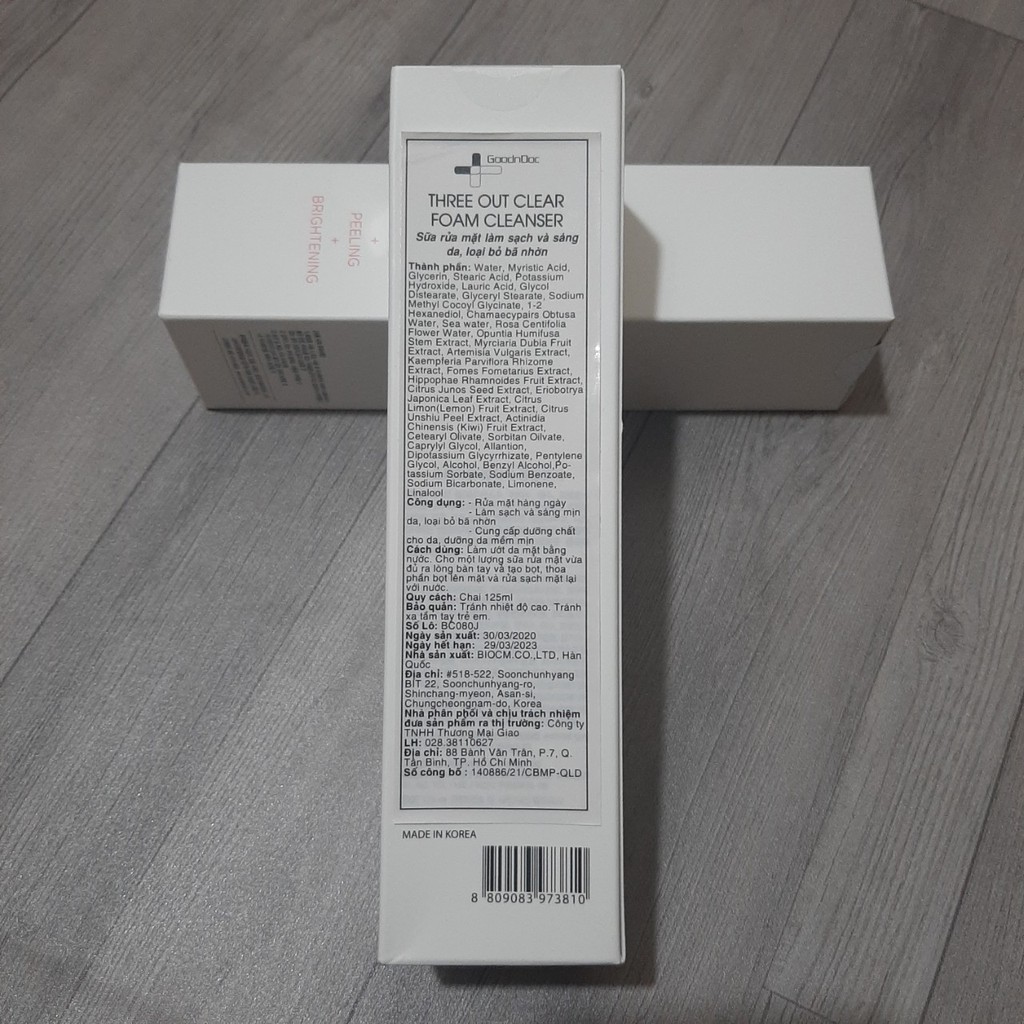 GoodnDoc
THREE OUT CLEAR
FOAM CLEANSER
Sữa rửa mặt làm sạch và sáng
da, loại bỏ bã nhờn
Thành phần: Water, Myristic Acid,
Glycerin, Stearic Acid, Potassium
Hydroxide, Lauric Acid, Glycol
Distearate, Glyceryl Stearate, Sodium
Methyl Cocoyl Glycinate, 1-2
Hexanediol, Chamaecypairs Obtusa
Water, Sea water, Rosa Centifolia
Flower Water, Opuntia Humifusa
Stem Extract, Myrciaria Dubia Fruit
Extract, Artemisia Vulgaris Extract,
Kaempferia Parviflora Rhizome
Extract, Fomes Fometarius Extract,
Hippophae Rhamnoides Fruit Extract,
Citrus Junos Seed Extract, Eriobotrya
Japonica Leaf Extract, Citrus
Limon(Lemon) Fruit Extract, Citrus
Unshiu Peel Extract, Actinidia
Chinensis (Kiwi) Fruit Extract,
Cetearyl Olivate, Sorbitan Oilvate,
Caprylyl Glycol, Allantion,
Dipotassium Glycyrrhizate, Pentylene
Glycol, Alcohol, Benzyl Alcohol,Po-
tassium Sorbate, Sodium Benzoate,
Sodium Bicarbonate, Limonene,
Linalool
Công dụng: - Rửa mặt hàng ngày
- Làm sạch và sáng mịn
da, loại bỏ bã nhờn
- Cung cấp dưỡng chất
cho da, dưỡng da mềm mịn
Cách dùng: Làm ướt da mặt bằng
nước. Cho một lượng sữa rửa mặt vừa
đủ ra lòng bàn tay và tạo bọt, thoa
phần bọt lên mặt và rửa sạch mặt lại
với nước.
Quy cách: Chai 125ml
Bảo quản: Tránh nhiệt độ cao. Tránh
xa tầm tay trẻ em.
Số Lô: BC080J
Ngày sản xuất: 30/03/2020
Ngày hết hạn: 29/03/2023
Nhà sản xuất: BIOCM.CO.,LTD, Hàn
Quốc
Địa chỉ: #518-522, Soonchunhyang
BIT 22, Soonchunhyang-ro,
Shinchang-myeon, Asan-si,
Chungcheongnam-do, Korea
Nhà phân phối và chịu trách nhiệm
đưa sản phẩm ra thị trường: Công ty
TNHH Thương Mại Giao
LH: 028.38110627
Địa chỉ: 88 Bành Văn Trân, P.7, Q.
Tân Bình, TP. Hồ Chí Minh
Số công bố : 140886/21/CBMP-QLD
MADE IN KOREA
8 809083 973810
+
PEELING
+
BRIGHTENING